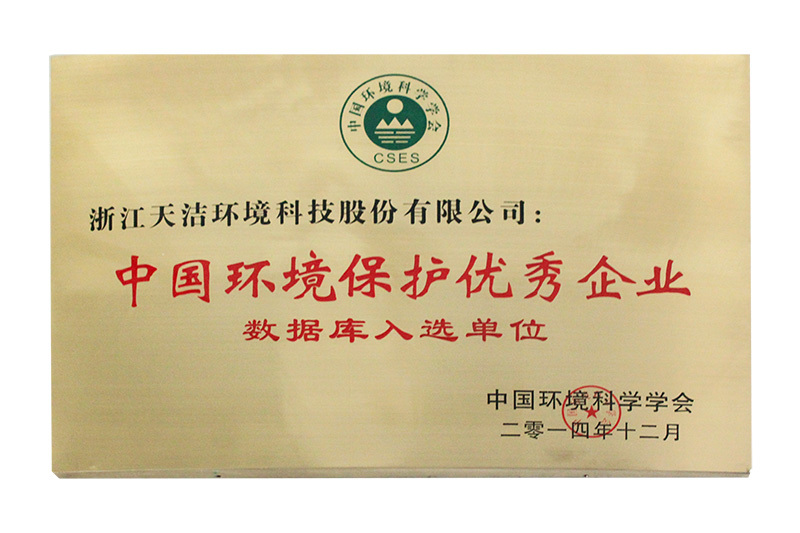 中国环境科学学会
CSES
浙江天洁环境科技股份有限公司：
中国环境保护优秀企业
数据库入选单位
中国环境科学学会
二零一四年十二月